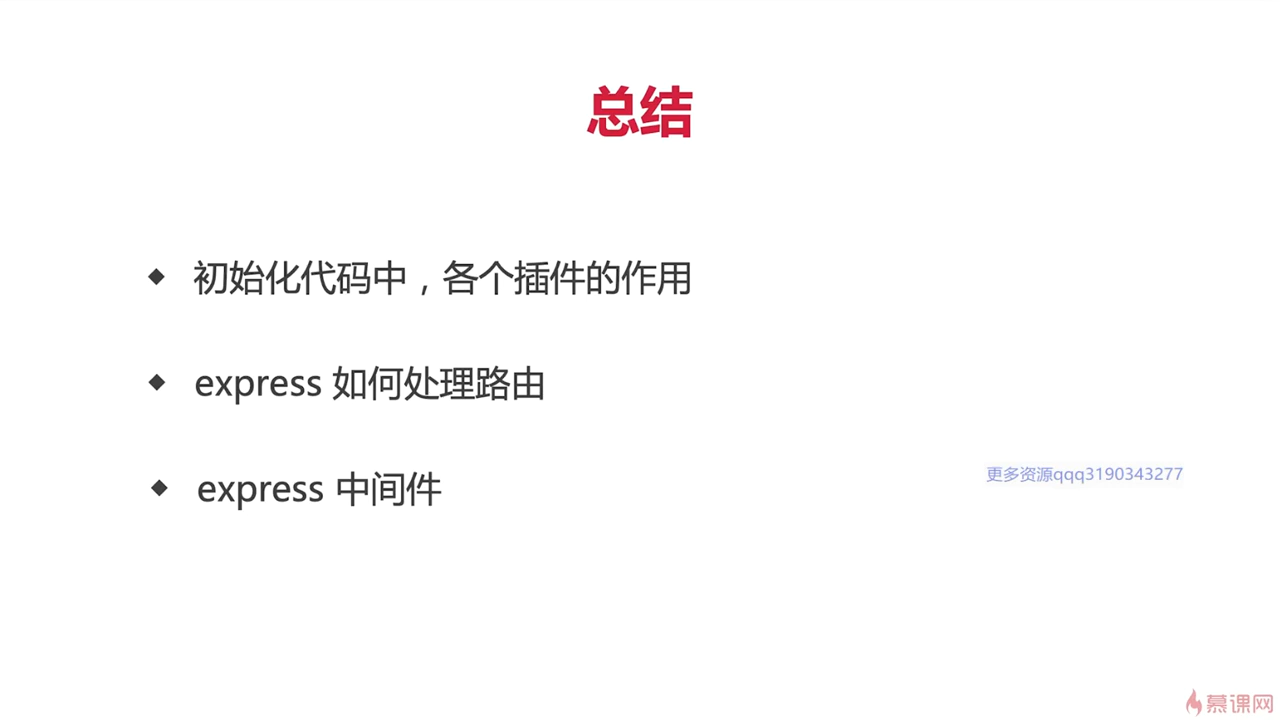 总结
初始化代码中，各个插件的作用
express 如何处理路由
express 中间件
更多资源qqq3190343277
慕课网